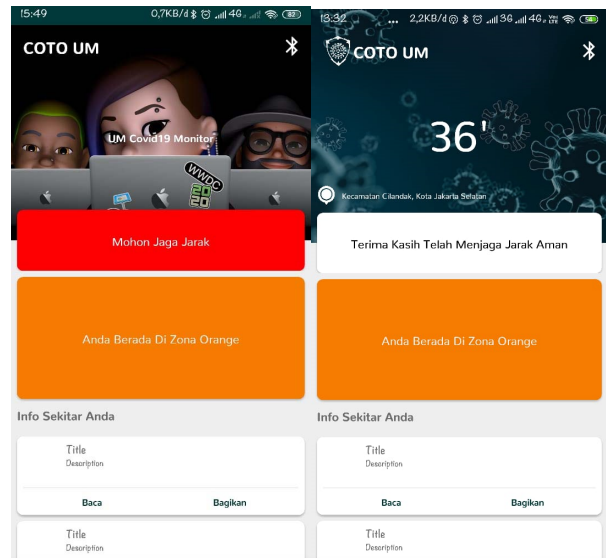 15:49
0,7KB/d
4G
82
COTO UM
UM Covid19 Monitor
WWDC
20
20
Mohon Jaga Jarak
Anda Berada Di Zona Orange
Info Sekitar Anda
Title
Description
Baca
Bagikan
Title
Description
13.32
...
2,2KB/d
3G
4G
54
COTO UM
36'
Kecamatan Cilandak, Kota Jakarta Selatan
Terima Kasih Telah Menjaga Jarak Aman
Anda Berada Di Zona Orange
Info Sekitar Anda
Title
Description
Baca
Bagikan
Title
Description